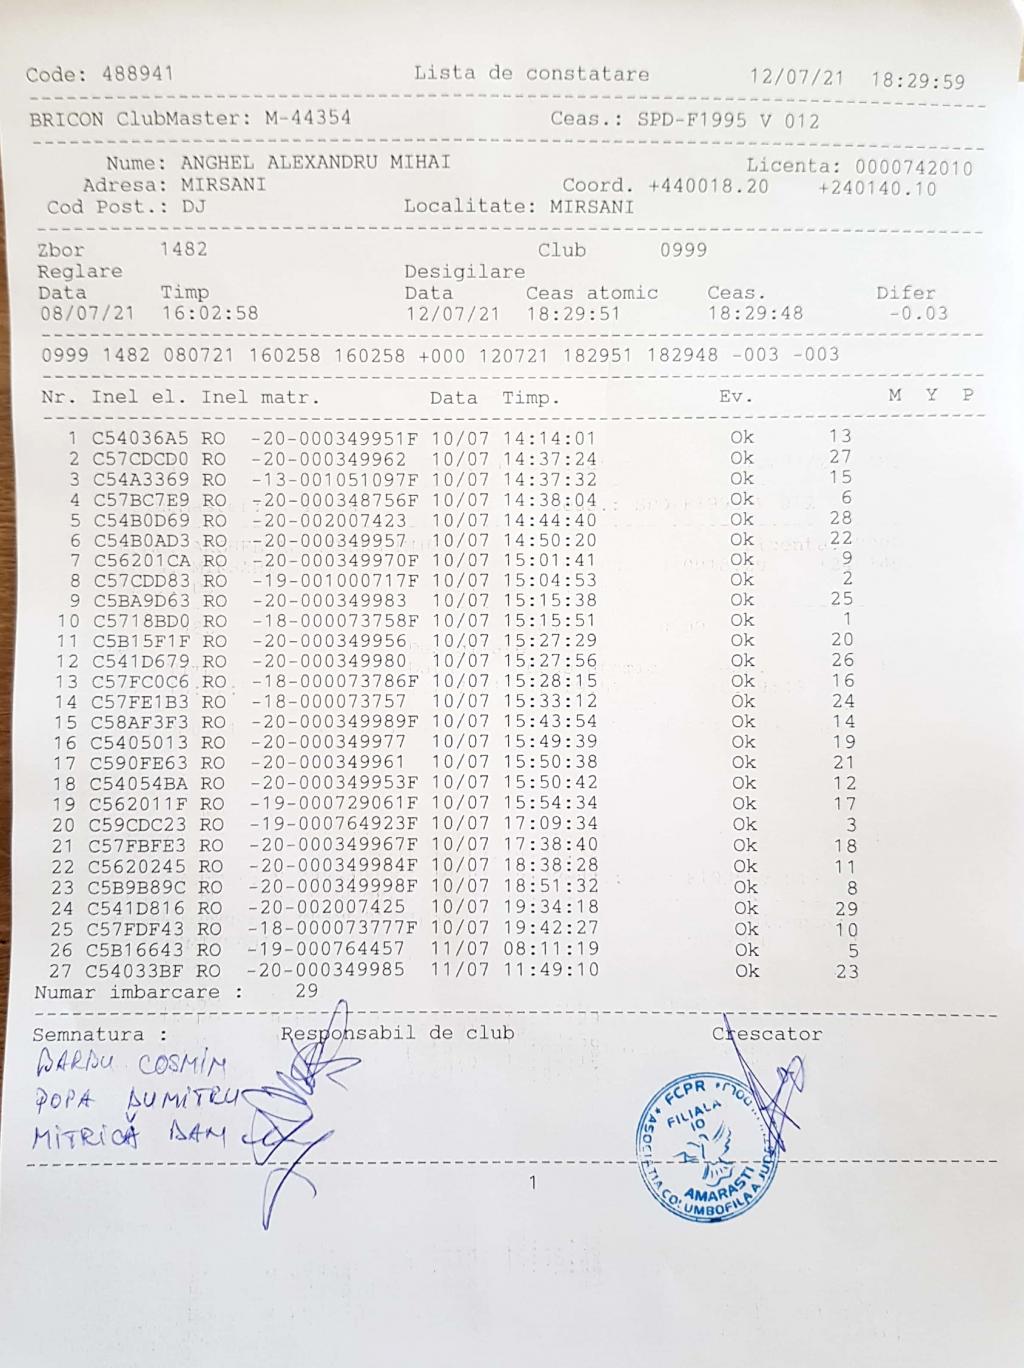 Code: 488941 Lista de constatare 12/07/21 18:29:59
BRICON ClubMaster: M-44354 Ceas.: SPD-F1995 V 012
Nume: ANGHEL ALEXANDRU MIHAI Licenta: 0000742010
Adresa: MIRSANI Coord. +440018.20 +240140.10
Cod Post.: DJ Localitate: MIRSANI
Zbor 1482 Club 0999
Reglare Desigilare
Data Timp Data Ceas atomic Ceas. Difer
08/07/21 16:02:58 12/07/21 18:29:51 18:29:48 -0.03
0999 1482 080721 160258 160258 +000 120721 182951 182948 -003 -003
Nr. Inel el. Inel matr. Data Timp. Ev. M Y P
1 C54036A5 RO -20-000349951F 10/07 14:14:01 Ok 13
2 C57CDCD0 RO -20-000349962 10/07 14:37:24 Ok 27
3 C54A3369 RO -13-001051097F 10/07 14:37:32 Ok 15
4 C57BC7E9 RO -20-000348756F 10/07 14:38:04 Ok 6
5 C54B0D69 RO -20-002007423 10/07 14:44:40 Ok 28
6 C54B0AD3 RO -20-000349957 10/07 14:50:20 Ok 22
7 C56201CA RO -20-000349970F 10/07 15:01:41 Ok 9
8 C57CDD83 RO -19-001000717F 10/07 15:04:53 Ok 2
9 C5BA9D63 RO -20-000349983 10/07 15:15:38 Ok 25
10 C5718BD0 RO -18-000073758F 10/07 15:15:51 Ok 1
11 C5B15F1F RO -20-000349956 10/07 15:27:29 Ok 20
12 C541D679 RO -20-000349980 10/07 15:27:56 Ok 26
13 C57FC0C6 RO -18-000073786F 10/07 15:28:15 Ok 16
14 C57FE1B3 RO -18-000073757 10/07 15:33:12 Ok 24
15 C58AF3F3 RO -20-000349989F 10/07 15:43:54 Ok 14
16 C5405013 RO -20-000349977 10/07 15:49:39 Ok 19
17 C590FE63 RO -20-000349961 10/07 15:50:38 Ok 21
18 C54054BA RO -20-000349953F 10/07 15:50:42 Ok 12
19 C562011F RO -19-000729061F 10/07 15:54:34 Ok 17
20 C59CDC23 RO -19-000764923F 10/07 17:09:34 Ok 3
21 C57FBFE3 RO -20-000349967F 10/07 17:38:40 Ok 18
22 C5620245 RO -20-000349984F 10/07 18:38:28 Ok 11
23 C5B9B89C RO -20-000349998F 10/07 18:51:32 Ok 8
24 C541D816 RO -20-002007425 10/07 19:34:18 Ok 29
25 C57FDF43 RO -18-000073777F 10/07 19:42:27 Ok 10
26 C5B16643 RO -19-000764457 11/07 08:11:19 Ok 5
27 C54033BF RO -20-000349985 11/07 11:49:10 Ok 23
Numar imbarcare : 29
Semnatura : Responsabil de club Crescator
BARBU COSMIN
POPA DUMITRU
MITRICĂ DAN
FCPR DOLJ
FILIALA
10
AMARASTI
ASOCIATIA COLUMBOFILA A JUDE
1